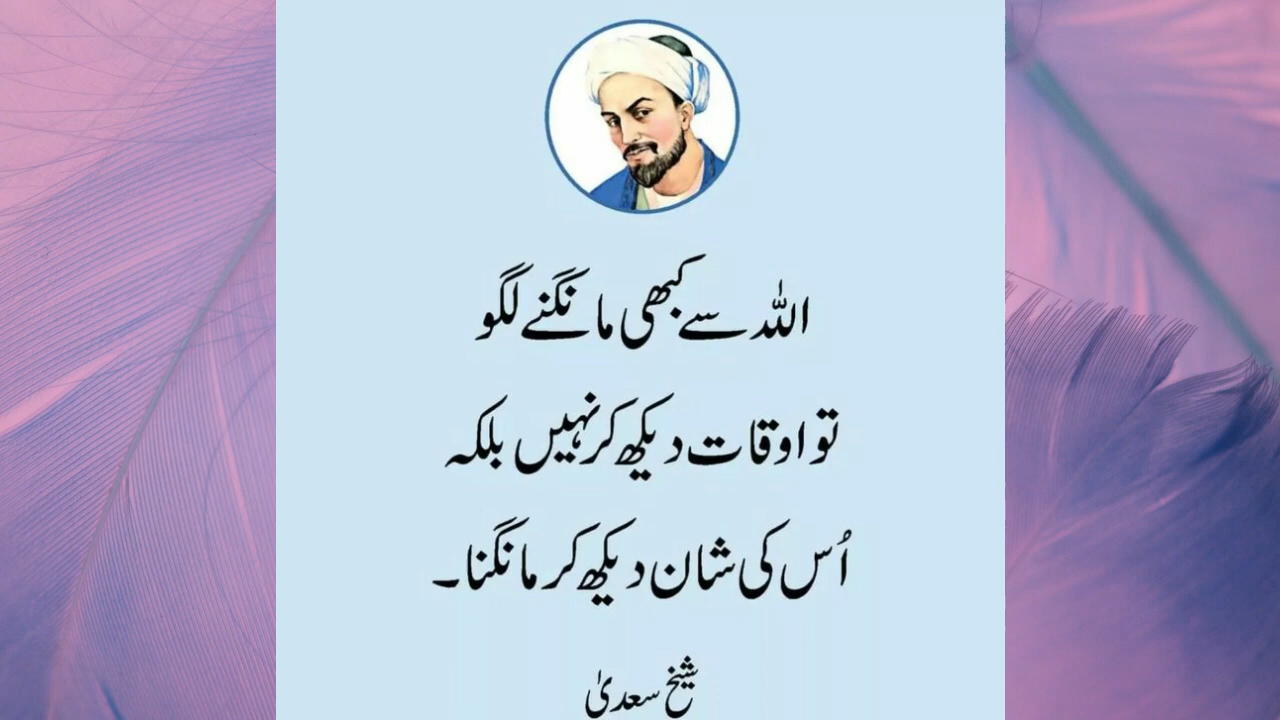 اللہ سے کبھی مانگنے لگو
تو اوقات دیکھ کر نہیں بلکہ
اُس کی شان دیکھ کر مانگنا۔
شیخ سعدیٰ